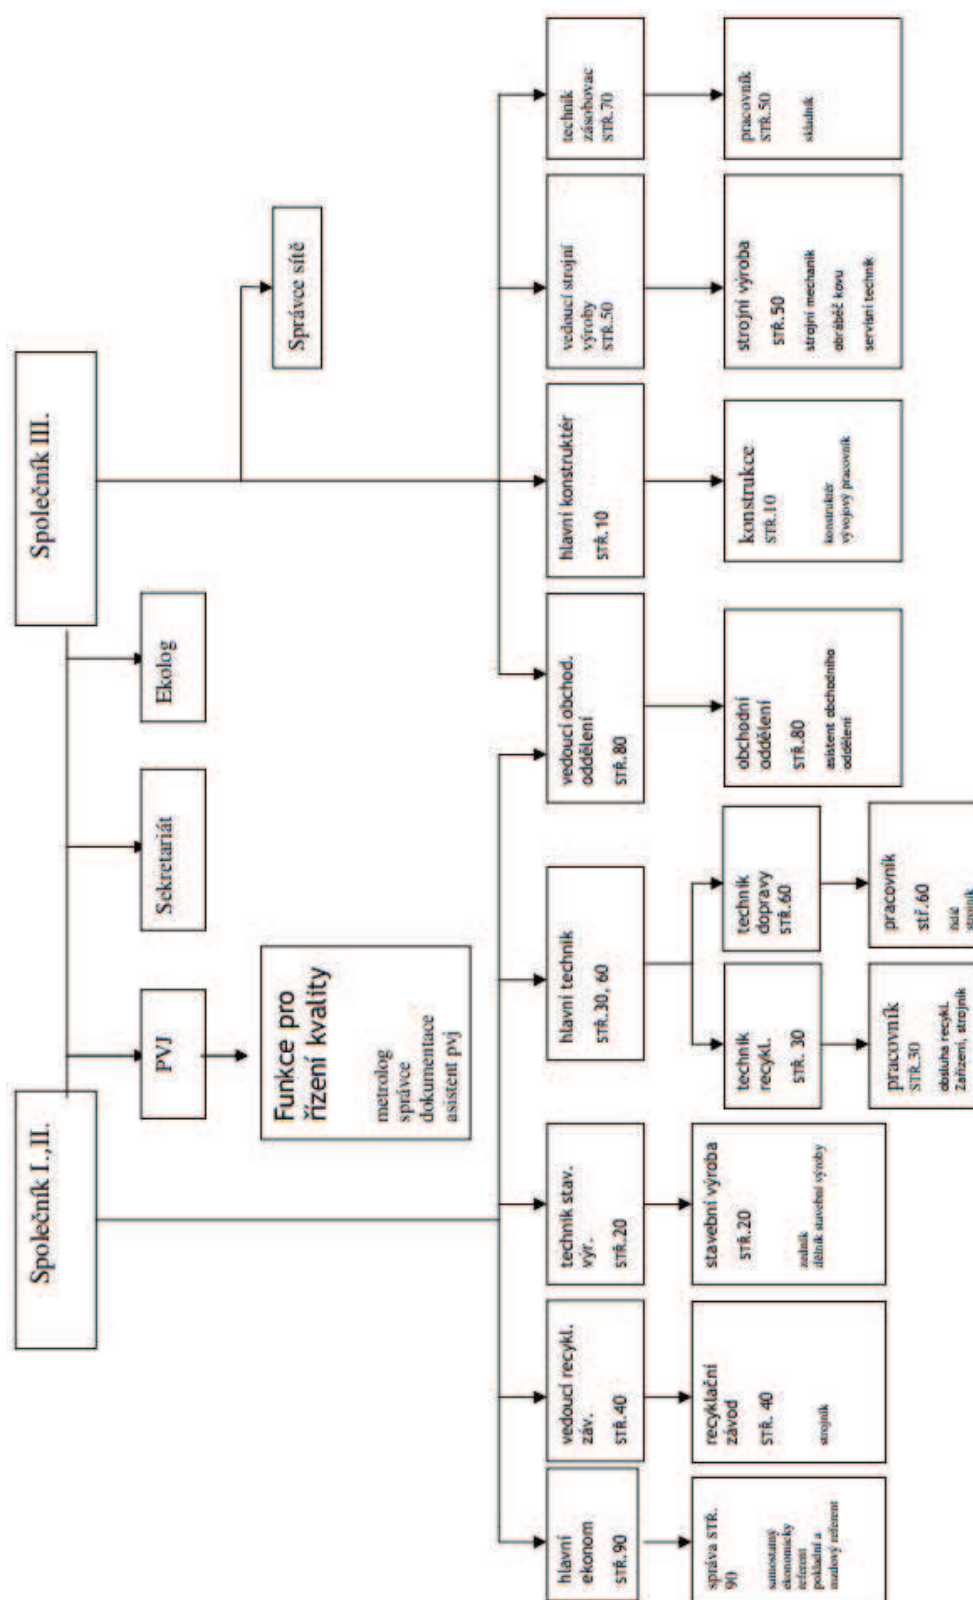 Společník I.,II.
Společník III.
PVJ
Sekretariát
Ekolog
Funkce pro
řízení kvality
metrolog
správce
dokumentace
asistent pvj
Správce sítě
hlavní
ekonom
STŘ.90
vedoucí recykl.
záv.
STŘ.40
technik stav.
výr.
STŘ.20
hlavní technik
STŘ.30, 60
vedoucí obchod.
oddělení
STŘ.80
hlavní konstruktér
STŘ.10
vedoucí strojní
výroby
STŘ.50
technik
zásobovac
STŘ.70
správa STŘ.
90
samostatný
ekonomický
referent
pokladní a
mzdový referent
recyklační
závod
STŘ. 40
strojník
stavební výroba
STŘ.20
zedník
dělník stavební výroby
technik
recykl.
STŘ. 30
technik
dopravy
STŘ.60
pracovník
STŘ.30
obsluha recykl.
Zařízení, strojník
pracovník
stř.60
řidič
strojník
obchodní
oddělení
STŘ.80
asistent obchodního
oddělení
konstrukce
STŘ.10
konstruktér
vývojový pracovník
strojní výroba
STŘ.50
strojní mechanik
obráběč kovu
servisní technik
pracovník
STŘ.50
skladník